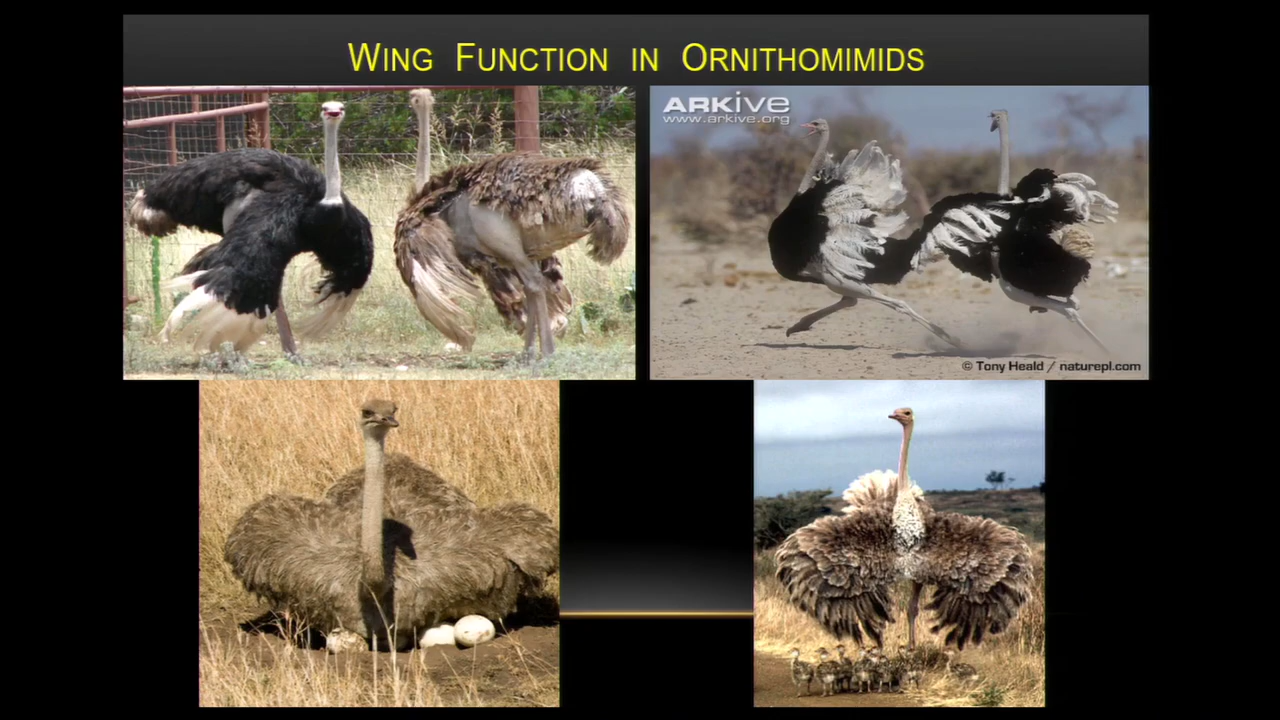 WING FUNCTION IN ORNITHOMIMIDS
ARKive
www.arkive.org
© Tony Heald / naturepl.com